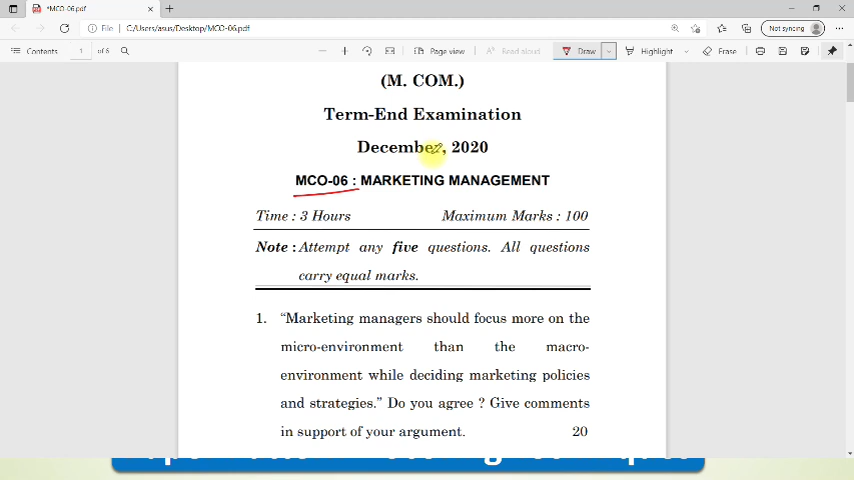 *MCO-06.pdf
File C:/Users/asus/Desktop/MCO-06.pdf Not syncing
Contents 1 of 6 Page view Read aloud Draw Highlight Erase
(M. COM.)
Term-End Examination
December, 2020
MCO-06 : MARKETING MANAGEMENT
Time : 3 Hours Maximum Marks : 100
Note : Attempt any five questions. All questions
carry equal marks.
1. “Marketing managers should focus more on the
micro-environment than the macro-
environment while deciding marketing policies
and strategies.” Do you agree ? Give comments
in support of your argument. 20